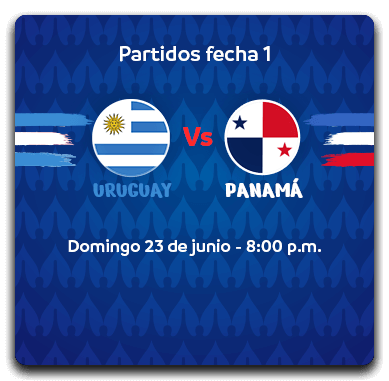 Partidos fecha 1
Vs
URUGUAY
PANAMÁ
Domingo 23 de junio - 8:00 p.m.